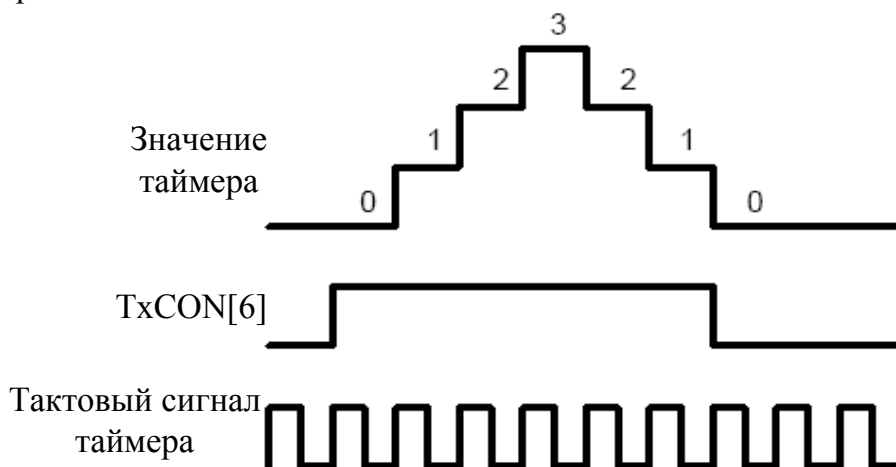 3
2 2
Значение
1 1
таймера
0 0
TxCON[6]
Тактовый сигнал
таймера